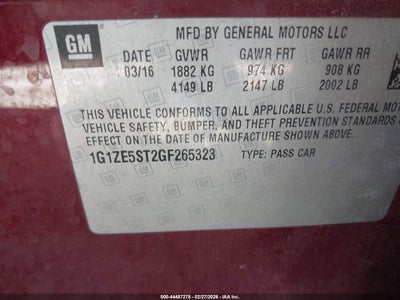 GM
MFD BY GENERAL MOTORS LLC
DATE GVWR GAWR FRT GAWR RR
03/16 1882 KG 974 KG 908 KG
4149 LB 2147 LB 2002 LB
THIS VEHICLE CONFORMS TO ALL APPLICABLE U.S. FEDERAL MOTOR
VEHICLE SAFETY, BUMPER, AND THEFT PREVENTION STANDARDS
EFFECT ON THE DATE OF MANUFACTURE SHOWN ABOVE.
1G1ZE5ST2GF265323 TYPE: PASS CAR
000-44487278 - 02/27/2026 - IAAI.COM